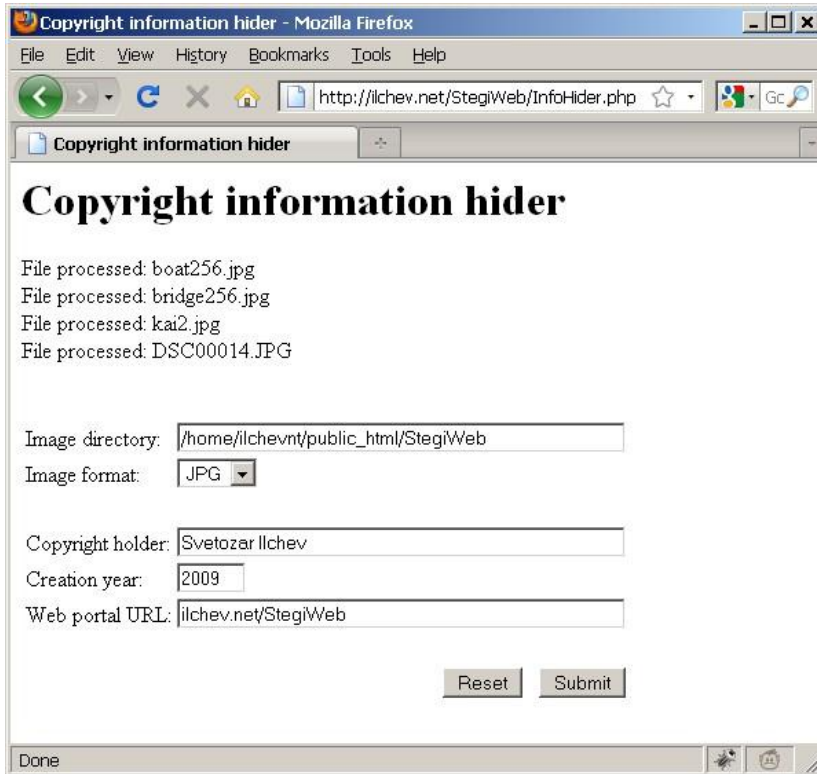 Copyright information hider - Mozilla Firefox
File Edit View History Bookmarks Tools Help
http://ilchev.net/StegiWeb/InfoHider.php
Copyright information hider
Copyright information hider
File processed: boat256.jpg
File processed: bridge256.jpg
File processed: kai2.jpg
File processed: DSC00014.JPG
Image directory: /home/ilchevnt/public_html/StegiWeb
Image format: JPG
Copyright holder: Svetozar Ilchev
Creation year: 2009
Web portal URL: ilchev.net/StegiWeb
Reset Submit
Done